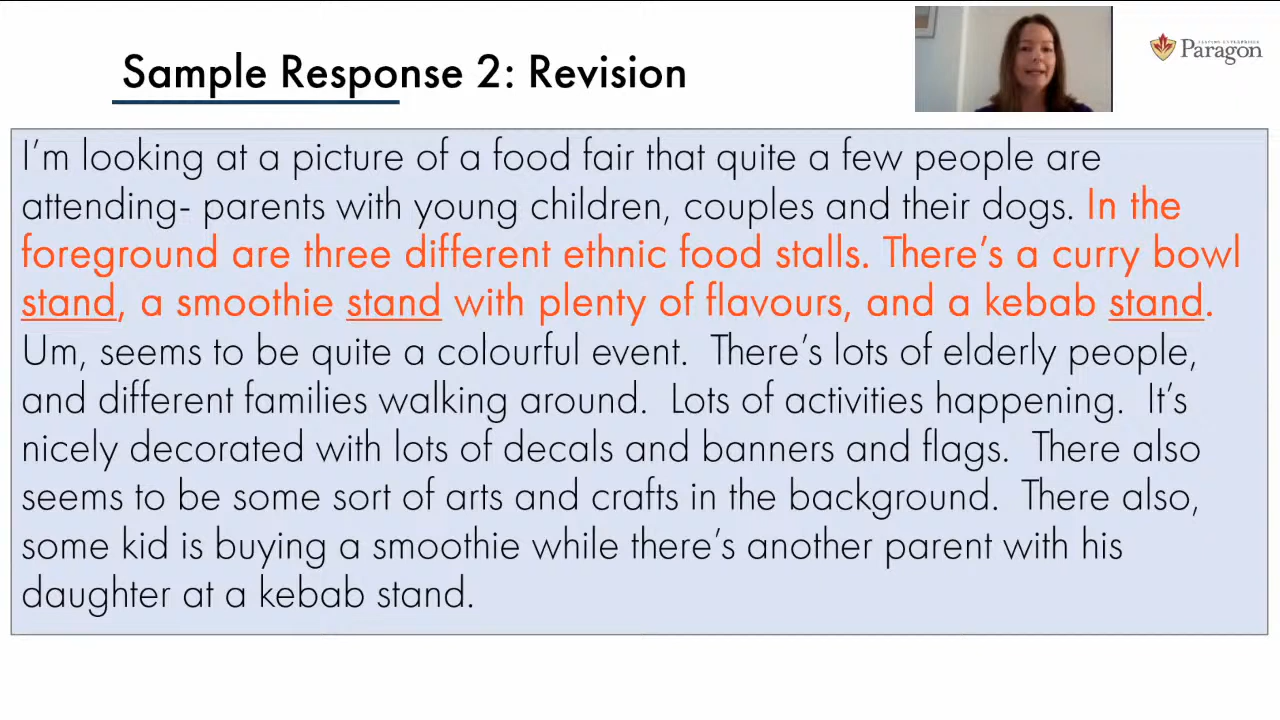 Sample Response 2: Revision
Paragon
I'm looking at a picture of a food fair that quite a few people are
attending- parents with young children, couples and their dogs. In the
foreground are three different ethnic food stalls. There's a curry bowl
stand, a smoothie stand with plenty of flavours, and a kebab stand.
Um, seems to be quite a colourful event.  There's lots of elderly people,
and different families walking around.  Lots of activities happening.  It's
nicely decorated with lots of decals and banners and flags.  There also
seems to be some sort of arts and crafts in the background.  There also,
some kid is buying a smoothie while there's another parent with his
daughter at a kebab stand.